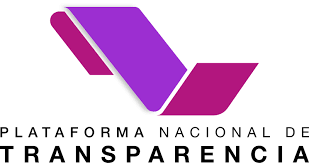 PLATAFORMA NACIONAL DE
TRANSPARENCIA